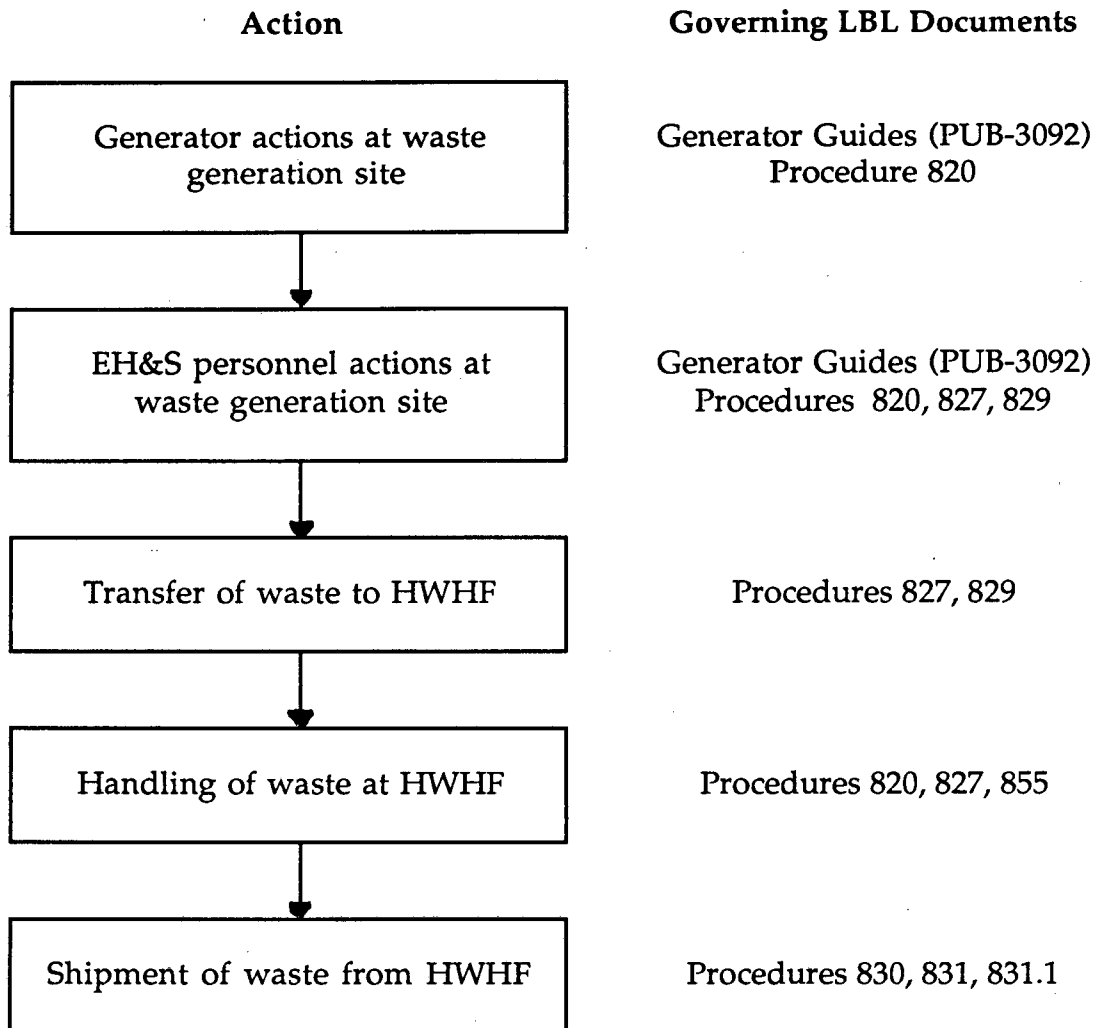 Action
Governing LBL Documents
Generator actions at waste
generation site
Generator Guides (PUB-3092)
Procedure 820
EH&S personnel actions at
waste generation site
Generator Guides (PUB-3092)
Procedures 820, 827, 829
Transfer of waste to HWHF
Procedures 827, 829
Handling of waste at HWHF
Procedures 820, 827, 855
Shipment of waste from HWHF
Procedures 830, 831, 831.1